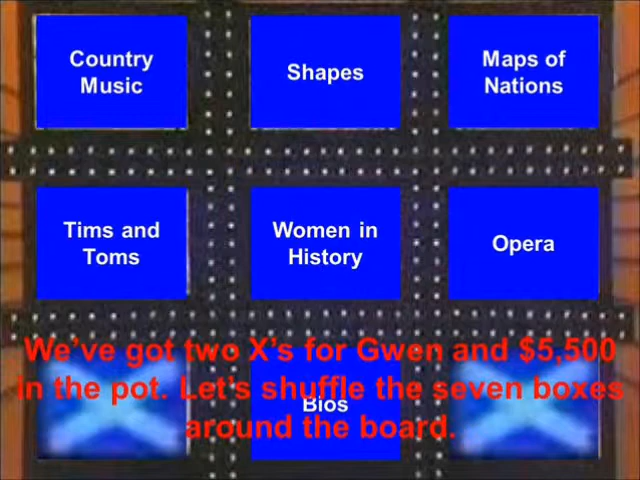 Country
Music
Shapes
Maps of
Nations
Tims and
Toms
Women in
History
Opera
We've got two X's for Gwen and $5,500
in the pot. Let's shuffle the seven boxes
Bios
around the board.